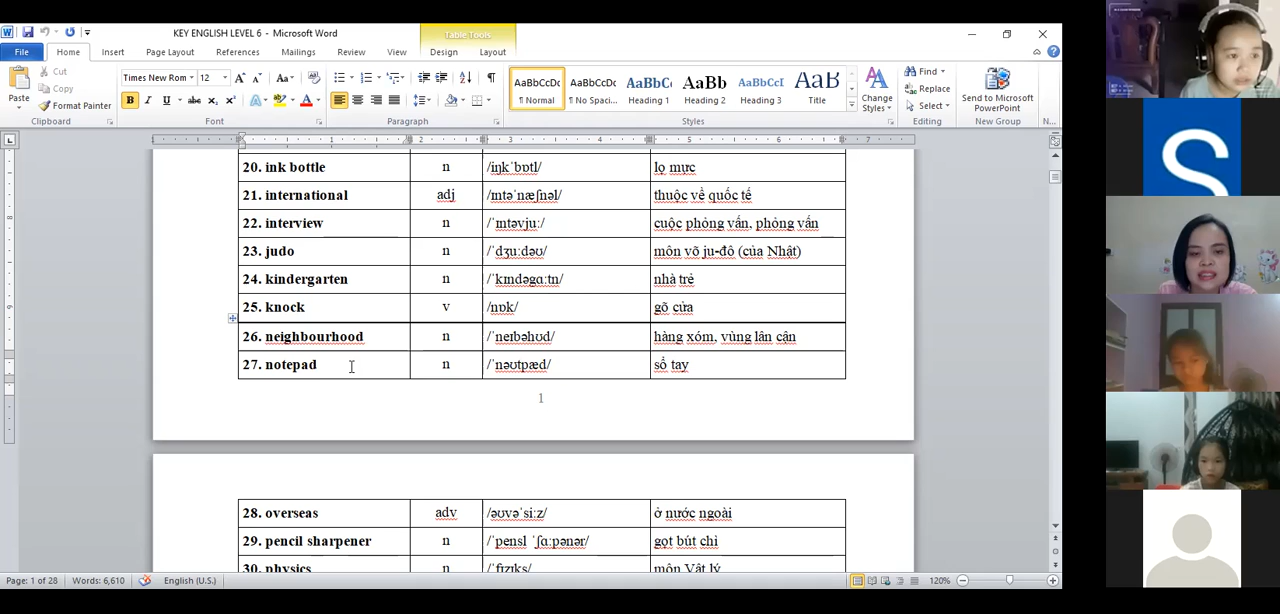 KEY ENGLISH LEVEL 6 - Microsoft Word
Table Tools
File Home Insert Page Layout References Mailings Review View Design Layout
Paste
Cut
Copy
Format Painter
Clipboard
Times New Rom 12
Font
Paragraph
AaBbCcDc AaBbCcDc AaBbC AaBb AaBbCcI AaB
¶ Normal ¶ No Spaci... Heading 1 Heading 2 Heading 3 Title
Change Styles
Styles
Find
Replace
Select
Editing
Send to Microsoft PowerPoint
New Group
N...
20. ink bottle n /iŋkˈbɒtl/ lọ mực
21. international adj /ɪntəˈnæʃnəl/ thuộc về quốc tế
22. interview n /ˈɪntəvjuː/ cuộc phỏng vấn, phỏng vấn
23. judo n /ˈdʒuːdəʊ/ môn võ ju-đô (của Nhật)
24. kindergarten n /ˈkɪndəgɑːtn/ nhà trẻ
25. knock v /nɒk/ gõ cửa
26. neighbourhood n /ˈneɪbəhʊd/ hàng xóm, vùng lân cận
27. notepad n /ˈnəʊtpæd/ sổ tay
1
28. overseas adv /əʊvəˈsiːz/ ở nước ngoài
29. pencil sharpener n /ˈpensl ˈʃɑːpənər/ gọt bút chì
30. physics n /ˈfɪzɪks/ môn Vật lý
Page: 1 of 28 Words: 6,610 English (U.S.) 120%
S